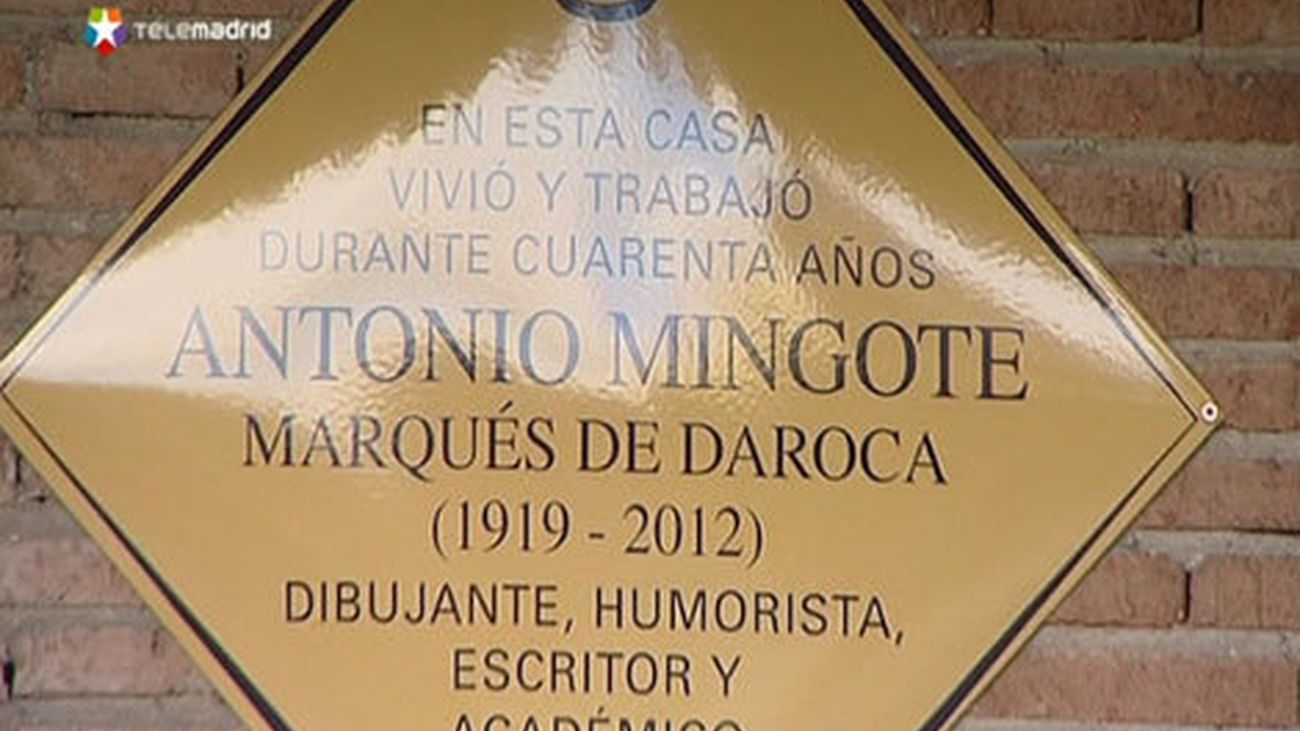 TELEMADRID
EN ESTA CASA
VIVIÓ Y TRABAJÓ
DURANTE CUARENTA AÑOS
ANTONIO MINGOTE
MARQUÉS DE DAROCA
(1919 - 2012)
DIBUJANTE, HUMORISTA,
ESCRITOR Y
ACADÉMICO